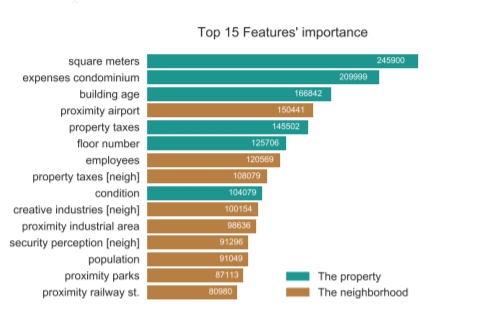 Top 15 Features' importance
square meters 245900
expenses condominium 209999
building age 166842
proximity airport 150441
property taxes 145502
floor number 125706
employees 120569
property taxes [neigh] 108079
condition 104079
creative industries [neigh] 100154
proximity industrial area 98636
security perception [neigh] 91296
population 91049
proximity parks 87113
proximity railway st. 80980
The property
The neighborhood